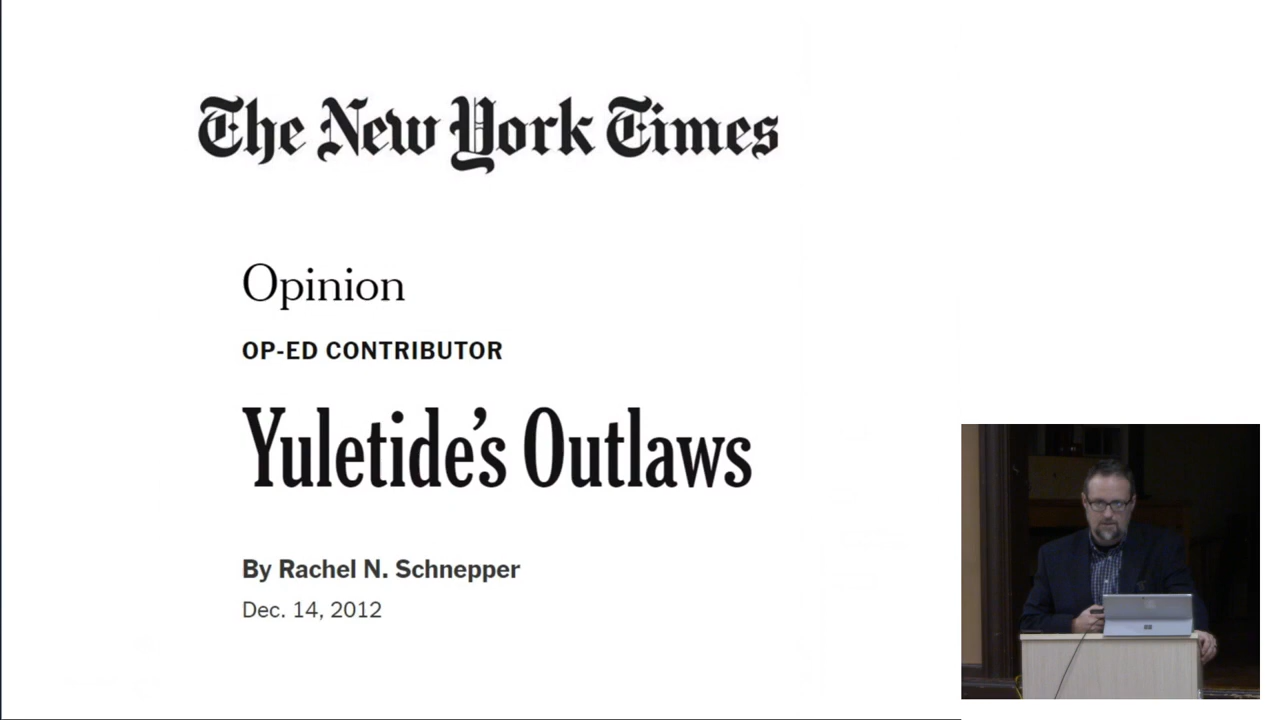 The New York Times
Opinion
OP-ED CONTRIBUTOR
Yuletide’s Outlaws
By Rachel N. Schnepper
Dec. 14, 2012